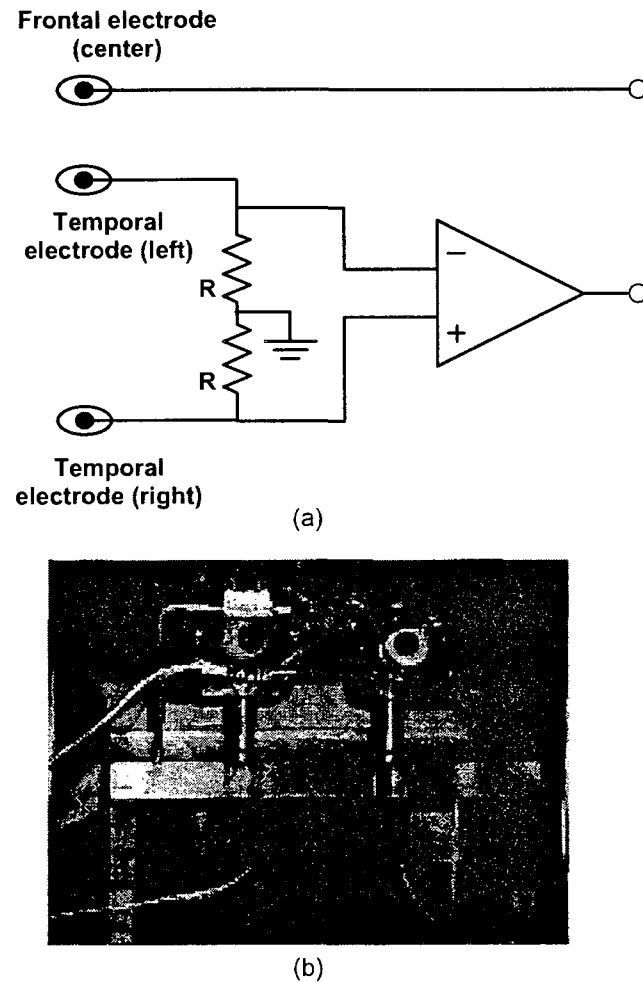 Frontal electrode
(center)
Temporal
electrode (left)
R
−
+
R
Temporal
electrode (right)
(a)
(b)